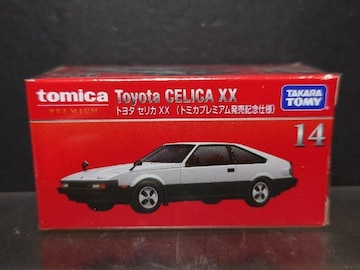 tomica
PREMIUM
Toyota CELICA XX
トヨタ セリカ XX (トミカプレミアム発売記念仕様)
TAKARA
TOMY
14